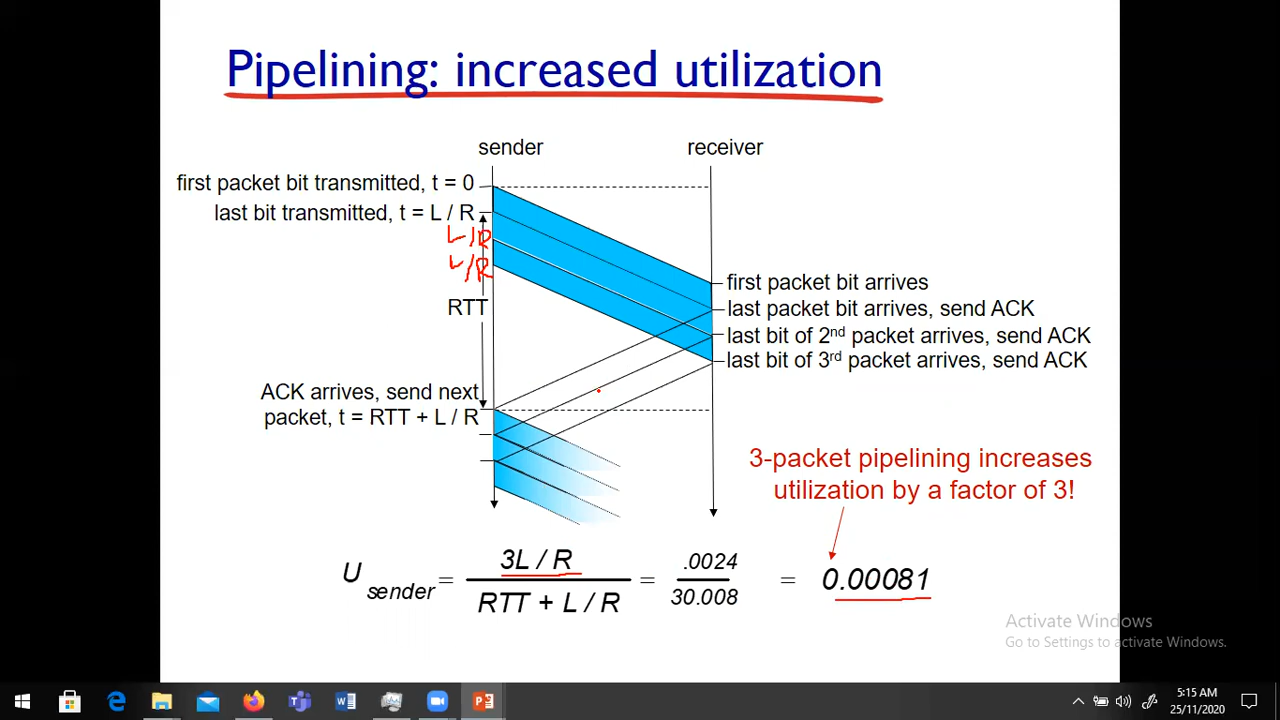 Pipelining: increased utilization
sender
receiver
first packet bit transmitted, t = 0
last bit transmitted, t = L / R
L/R
L/R
RTT
first packet bit arrives
last packet bit arrives, send ACK
last bit of 2nd packet arrives, send ACK
last bit of 3rd packet arrives, send ACK
ACK arrives, send next
packet, t = RTT + L / R
3-packet pipelining increases
utilization by a factor of 3!
U sender = 3L / R / RTT + L / R = .0024 / 30.008 = 0.00081
Activate Windows
Go to Settings to activate Windows.
5:15 AM
25/11/2020